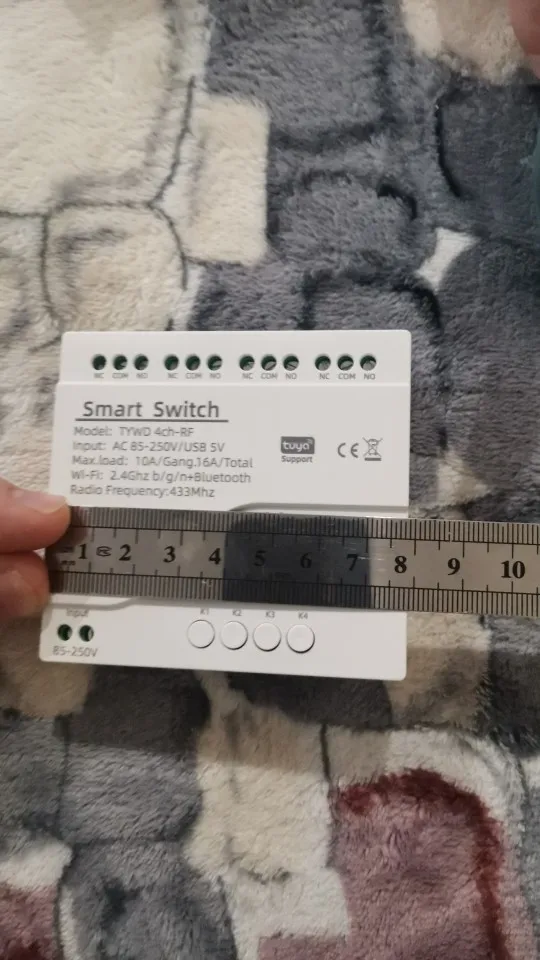 NC COM NO NC COM NO NC COM NO NC COM NO
Smart Switch
Model: TYWD 4ch-RF
Input: AC 85-250V/USB 5V
Max.load: 10A/Gang.16A/Total
Wi-Fi: 2.4Ghz b/g/n+Bluetooth
Radio Frequency:433Mhz
tuya
Support
CE
1 2 3 4 5 6 7 8 9 10
Input
85-250V
K1 K2 K3 K4